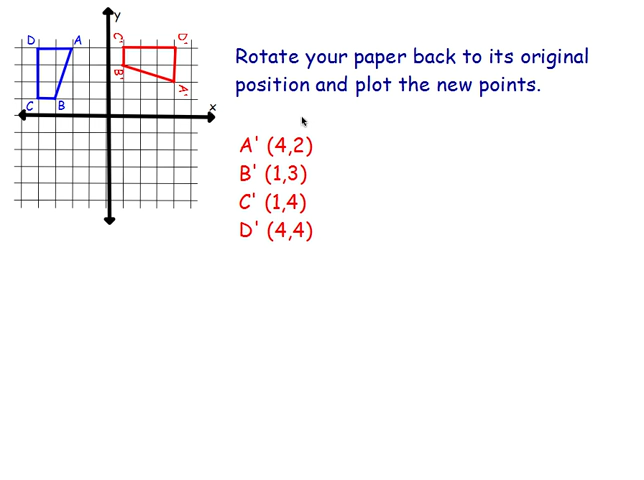 y
D
A
C'
D'
B'
A'
C
B
x
Rotate your paper back to its original
position and plot the new points.
A' (4,2)
B' (1,3)
C' (1,4)
D' (4,4)